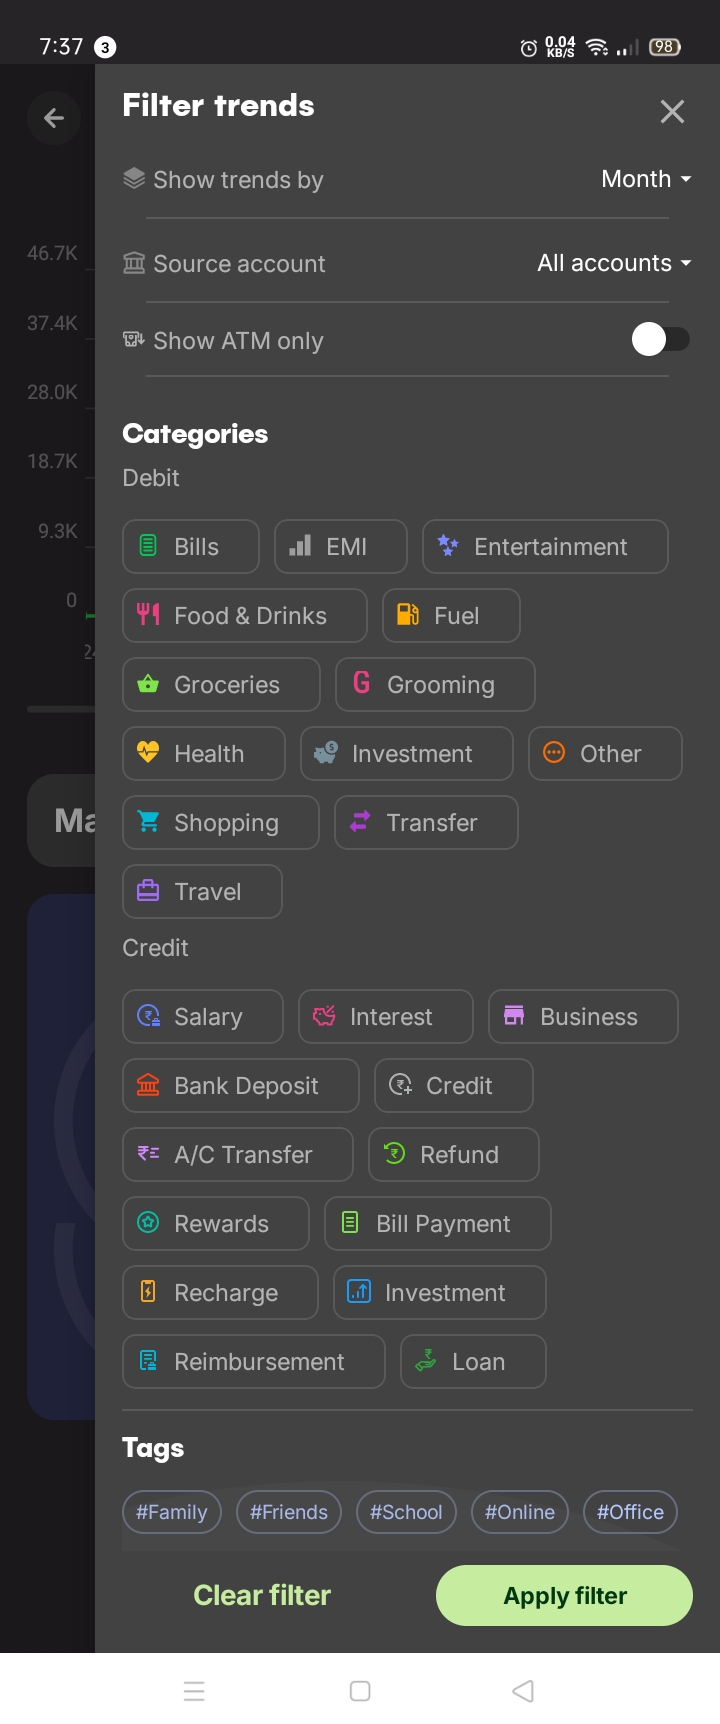 7:37 3 0.04 KB/S 98
Filter trends
Show trends by Month
Source account All accounts
Show ATM only
46.7K
37.4K
28.0K
18.7K
9.3K
0
Categories
Debit
Bills EMI Entertainment
Food & Drinks Fuel
Groceries G Grooming
Health Investment Other
Shopping Transfer
Ma
Travel
Credit
Salary Interest Business
Bank Deposit Credit
A/C Transfer Refund
Rewards Bill Payment
Recharge Investment
Reimbursement Loan
Tags
#Family #Friends #School #Online #Office
Clear filter Apply filter